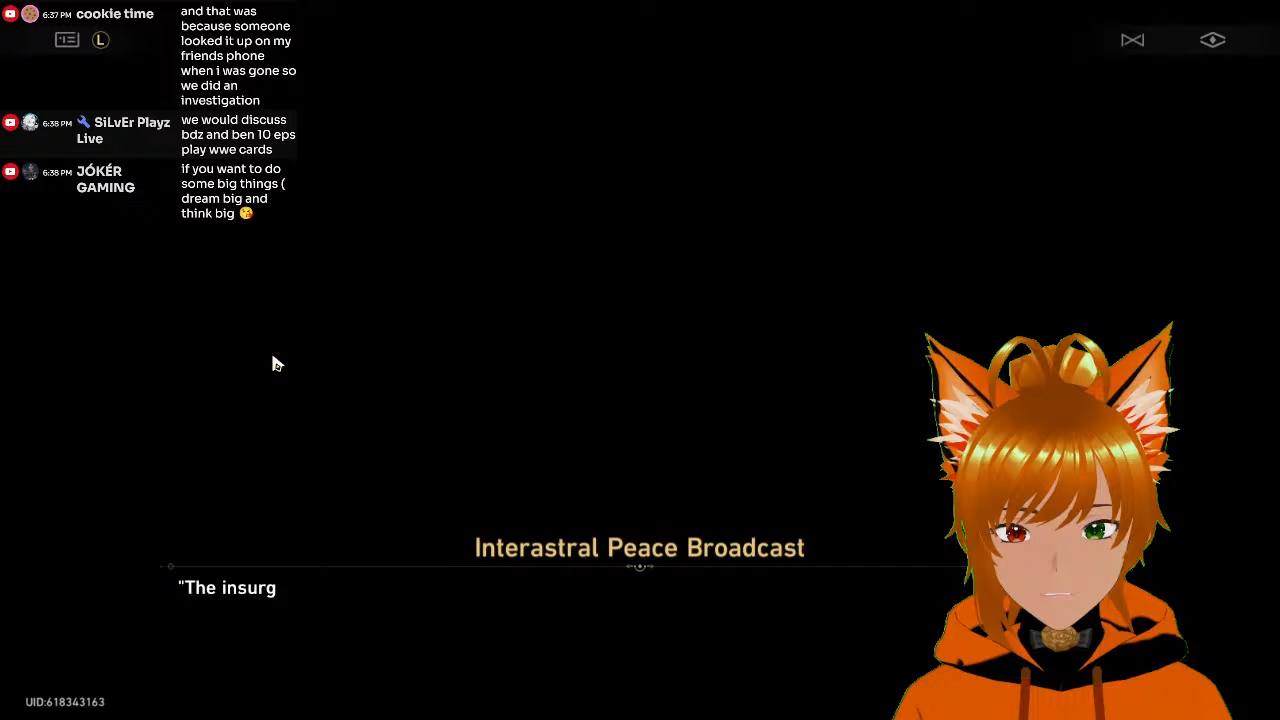 6:37 PM cookie time
and that was
because someone
looked it up on my
friends phone
when i was gone so
we did an
investigation
L
6:38 PM SiLvEr Playz
Live
we would discuss
bdz and ben 10 eps
play wwe cards
6:38 PM JÓKÉR
GAMING
if you want to do
some big things (
dream big and
think big 😘
Interastral Peace Broadcast
"The insurg
UID:618343163